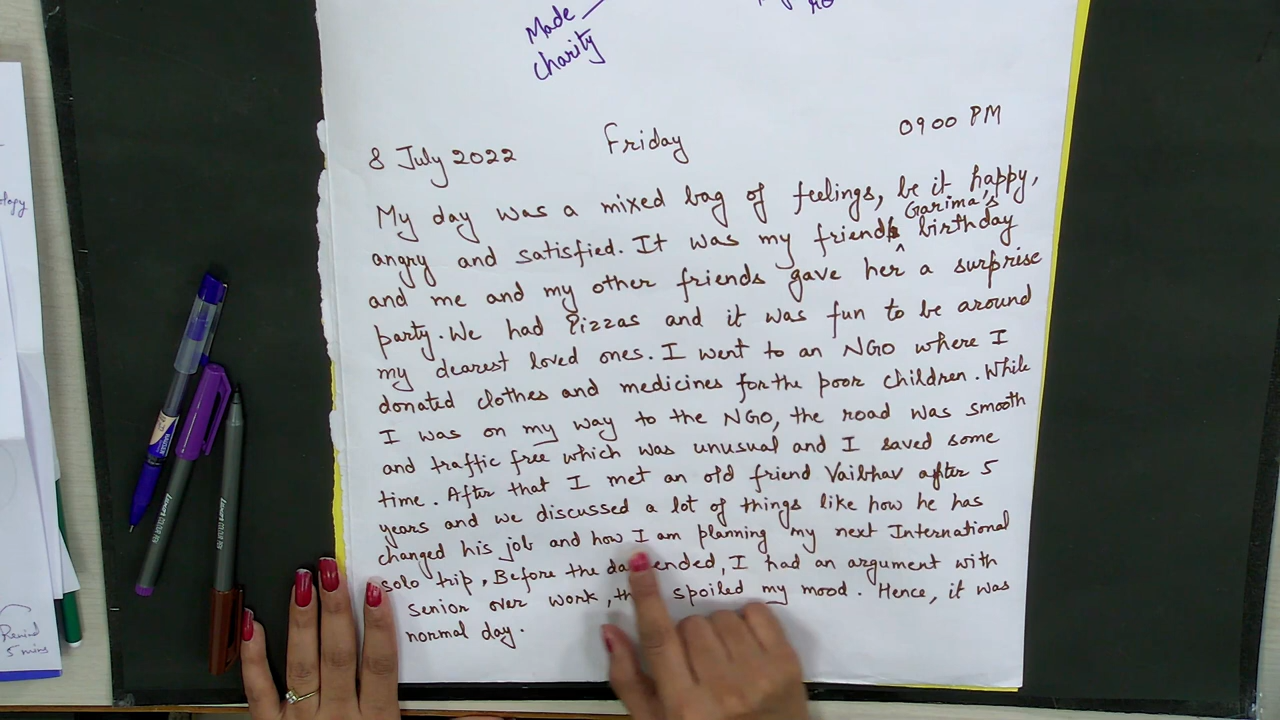 Made
charity
8 July 2022 Friday 0900 PM
My day was a mixed bag of feelings, be it happy,
angry and satisfied. It was my friend Garima's birthday
and me and my other friends gave her a surprise
party. We had Pizzas and it was fun to be around
my dearest loved ones. I went to an NGO where I
donated clothes and medicines for the poor children. While
I was on my way to the NGO, the road was smooth
and traffic free which was unusual and I saved some
time. After that I met an old friend Vaibhav after 5
years and we discussed a lot of things like how he has
changed his job and how I am planning my next International
solo trip. Before the day ended, I had an argument with
senior over work, spoiled my mood. Hence, it was
normal day.
ology
Remind
5 mins